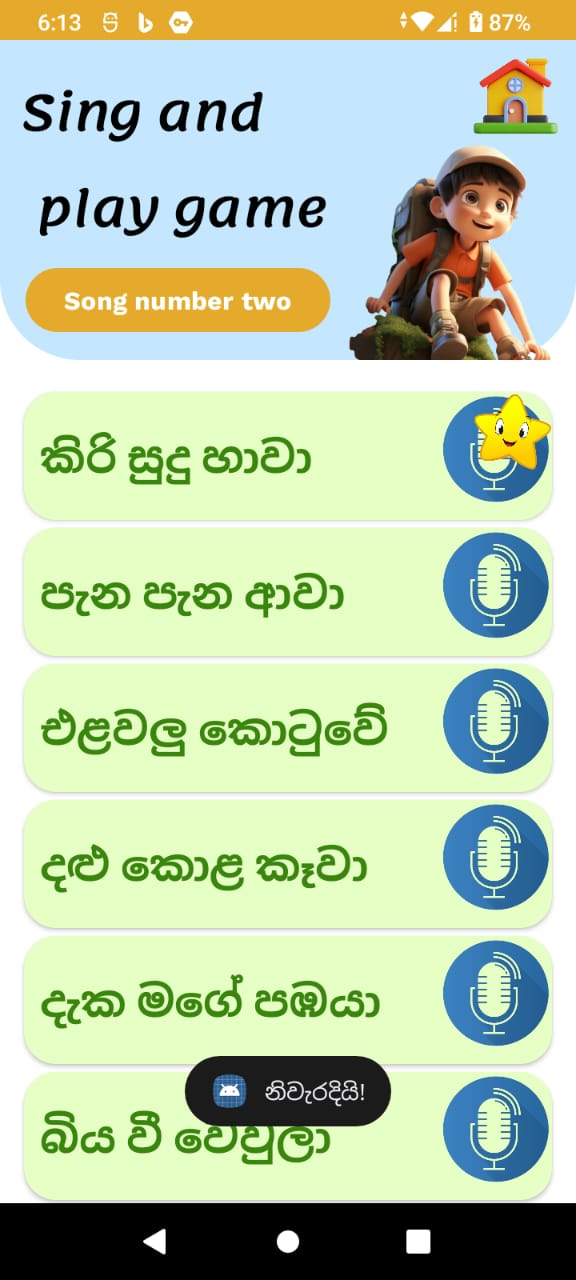 6:13
87%
Sing and
play game
Song number two
කිරි සුදු හාවා
පැන පැන ආවා
එළවලු කොටුවේ
දළු කොළ කෑවා
දැක මගේ පඹයා
නිවැරදියි!
බිය වී වෙවුලා